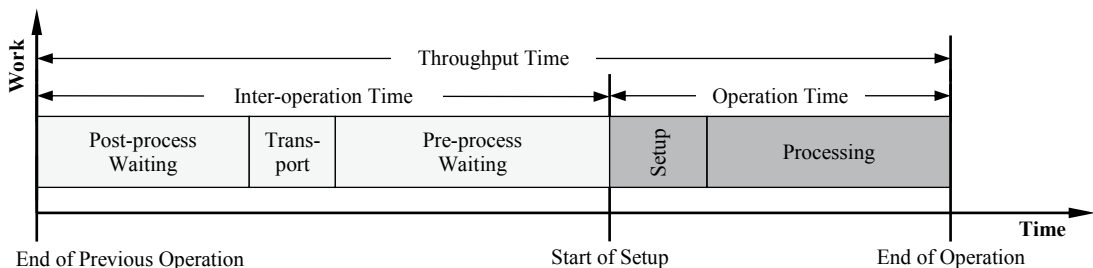 Work
Throughput Time
Inter-operation Time
Operation Time
Post-process
Waiting
Trans-
port
Pre-process
Waiting
Setup
Processing
Time
End of Previous Operation
Start of Setup
End of Operation